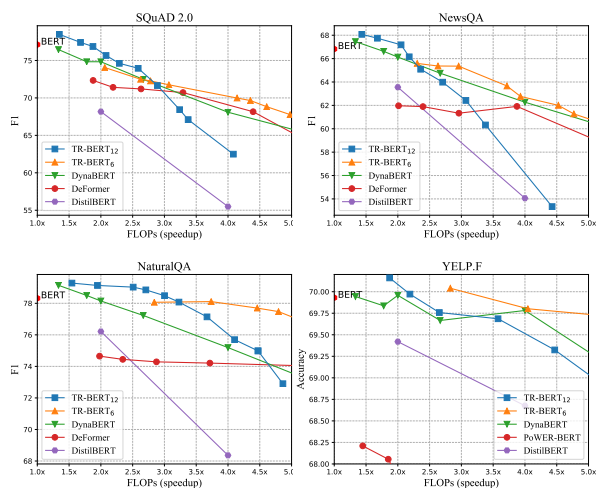 SQuAD 2.0
F1
75
70
65
60
55
BERT
TR-BERT12
TR-BERT6
DynaBERT
DeFormer
DistilBERT
1.0x 1.5x 2.0x 2.5x 3.0x 3.5x 4.0x 4.5x 5.0x
FLOPs (speedup)
NewsQA
F1
68
66
64
62
60
58
56
54
BERT
TR-BERT12
TR-BERT6
DynaBERT
DeFormer
DistilBERT
1.0x 1.5x 2.0x 2.5x 3.0x 3.5x 4.0x 4.5x 5.0x
FLOPs (speedup)
NaturalQA
F1
78
76
74
72
70
68
BERT
TR-BERT12
TR-BERT6
DynaBERT
DeFormer
DistilBERT
1.0x 1.5x 2.0x 2.5x 3.0x 3.5x 4.0x 4.5x 5.0x
FLOPs (speedup)
YELP.F
Accuracy
70.00
69.75
69.50
69.25
69.00
68.75
68.50
68.25
68.00
BERT
TR-BERT12
TR-BERT6
DynaBERT
PoWER-BERT
DistilBERT
1.0x 1.5x 2.0x 2.5x 3.0x 3.5x 4.0x 4.5x 5.0x
FLOPs (speedup)